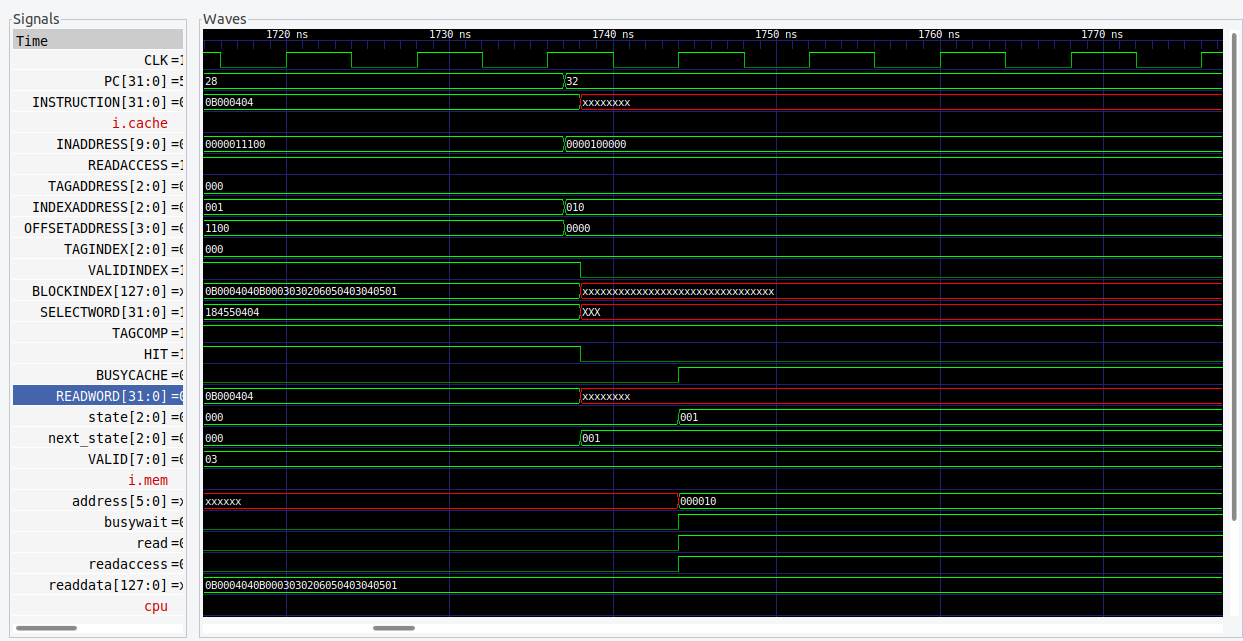 Signals
Waves
Time
1720 ns 1730 ns 1740 ns 1750 ns 1760 ns 1770 ns
CLK =1
PC[31:0] =5 28 32
INSTRUCTION[31:0] =0 0B000404 xxxxxxxx
i.cache
INADDRESS[9:0] =0 0000011100 0000100000
READACCESS =1
TAGADDRESS[2:0] =0 000
INDEXADDRESS[2:0] =0 001 010
OFFSETADDRESS[3:0] =0 1100 0000
TAGINDEX[2:0] =0 000
VALIDINDEX =1
BLOCKINDEX[127:0] =x 0B0004040B0003030206050403040501 xxxxxxxxxxxxxxxxxxxxxxxxxxxxxxxx
SELECTWORD[31:0] =1 184550404 XXX
TAGCOMP =1
HIT =1
BUSYCACHE =0
READWORD[31:0] =0 0B000404 xxxxxxxx
state[2:0] =0 000 001
next_state[2:0] =0 000 001
VALID[7:0] =0 03
i.mem
address[5:0] =x xxxxxx 000010
busywait =0
read =0
readaccess =0
readdata[127:0] =x 0B0004040B0003030206050403040501
cpu